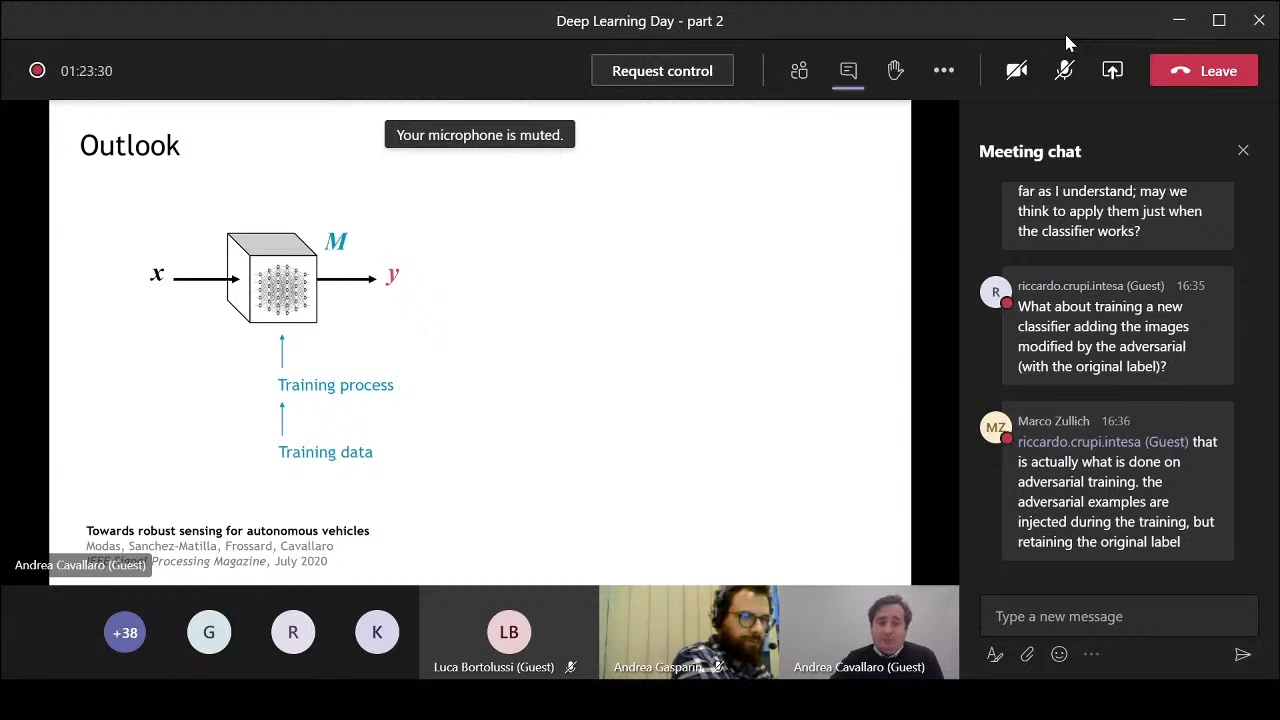 Deep Learning Day - part 2
01:23:30
Request control
Leave
Your microphone is muted.
Outlook
M
x
y
Training process
Training data
Towards robust sensing for autonomous vehicles
Modas, Sanchez-Matilla, Frossard, Cavallaro
IEEE Signal Processing Magazine, July 2020
Andrea Cavallaro (Guest)
Meeting chat
far as I understand; may we
think to apply them just when
the classifier works?
R
riccardo.crupi.intesa (Guest) 16:35
What about training a new
classifier adding the images
modified by the adversarial
(with the original label)?
MZ
Marco Zullich 16:36
riccardo.crupi.intesa (Guest) that
is actually what is done on
adversarial training. the
adversarial examples are
injected during the training, but
retaining the original label
Type a new message
+38
G
R
K
LB
Luca Bortolussi (Guest)
Andrea Gasparin
Andrea Cavallaro (Guest)